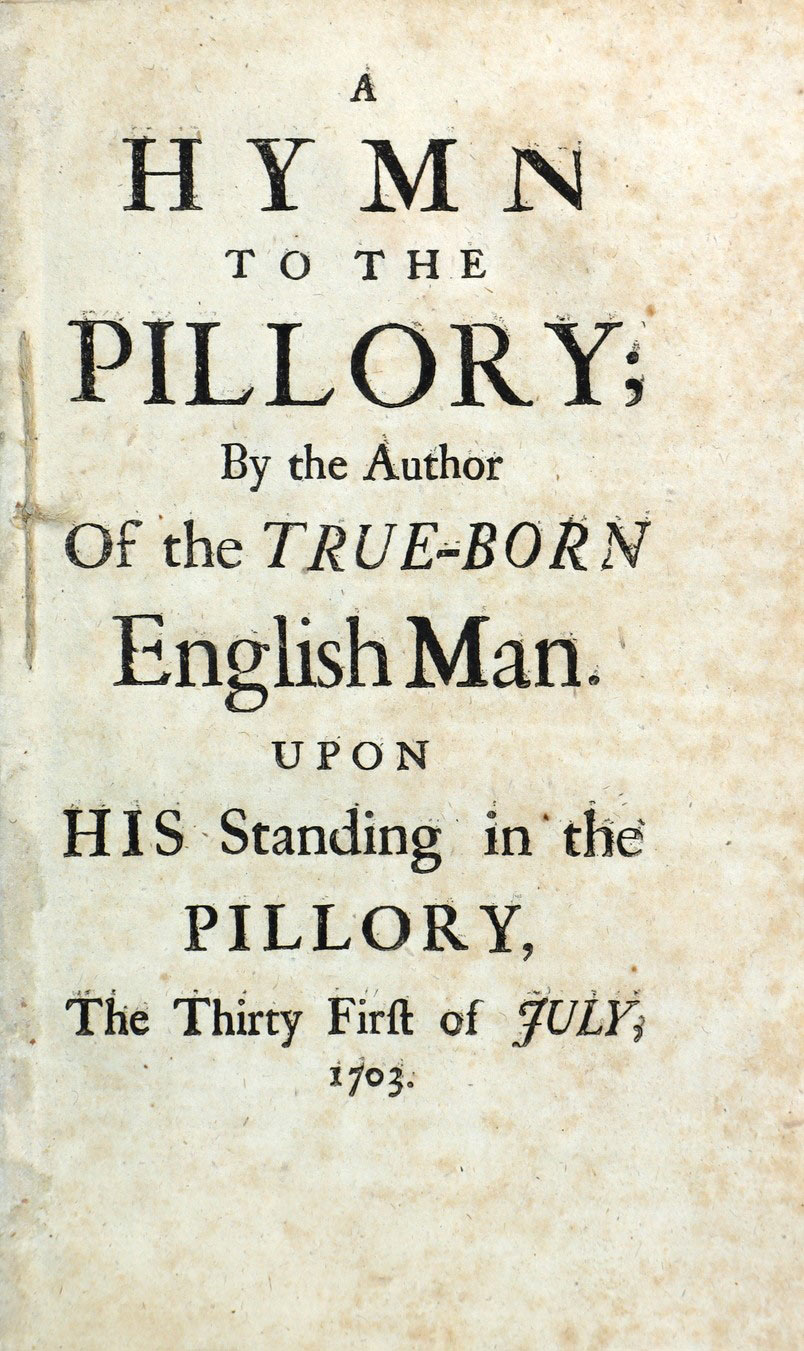 A
HYMN
TO THE
PILLORY;
By the Author
Of the TRUE-BORN
English Man.
UPON
HIS Standing in the
PILLORY,
The Thirty Firſt of JULY,
1703.